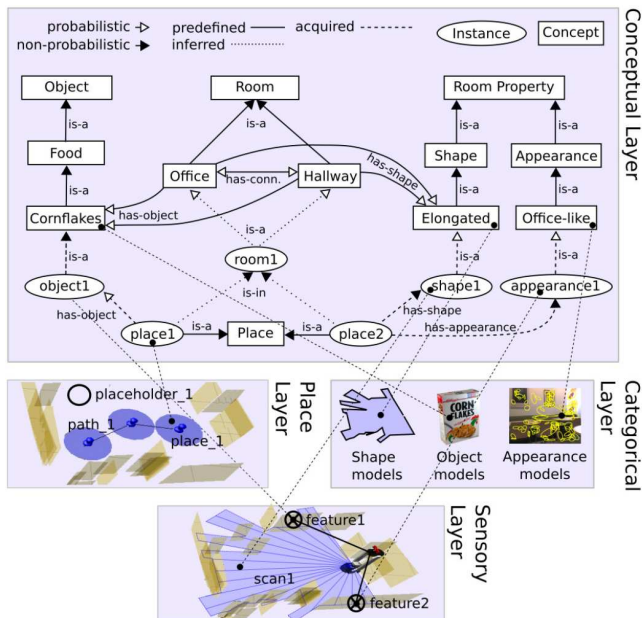 probabilistic
predefined
acquired
Instance
Concept
non-probabilistic
inferred
Conceptual Layer
Object
Room
Room Property
is-a
is-a
is-a
is-a
Food
Office
has-conn.
Hallway
has-shape
Shape
Appearance
is-a
has-object
is-a
is-a
Cornflakes
is-a
Elongated
Office-like
is-a
room1
is-a
is-a
object1
is-in
shape1
appearance1
has-object
has-shape
place1
is-a
Place
is-a
place2
has-appearance
placeholder_1
path_1
place_1
Place
Layer
CORN
FLAKES
Shape
models
Object
models
Appearance
models
Categorical
Layer
feature1
scan1
feature2
Sensory
Layer